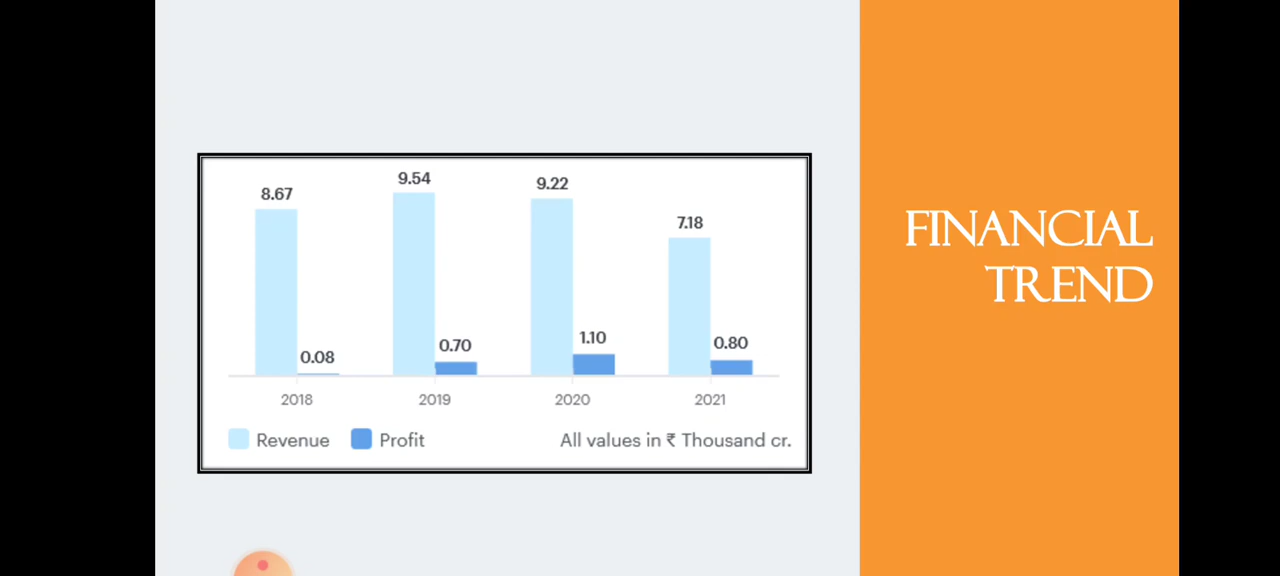 9.54
9.22
8.67
7.18
0.08
0.70
1.10
0.80
2018
2019
2020
2021
Revenue
Profit
All values in ₹ Thousand cr.
FINANCIAL
TREND